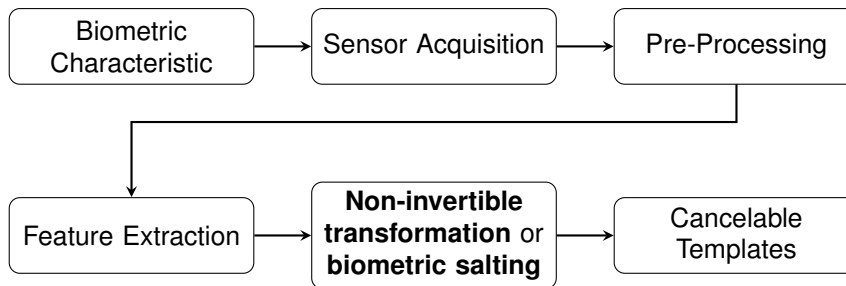 Biometric
Characteristic
Sensor Acquisition
Pre-Processing
Feature Extraction
Non-invertible
transformation or
biometric salting
Cancelable
Templates